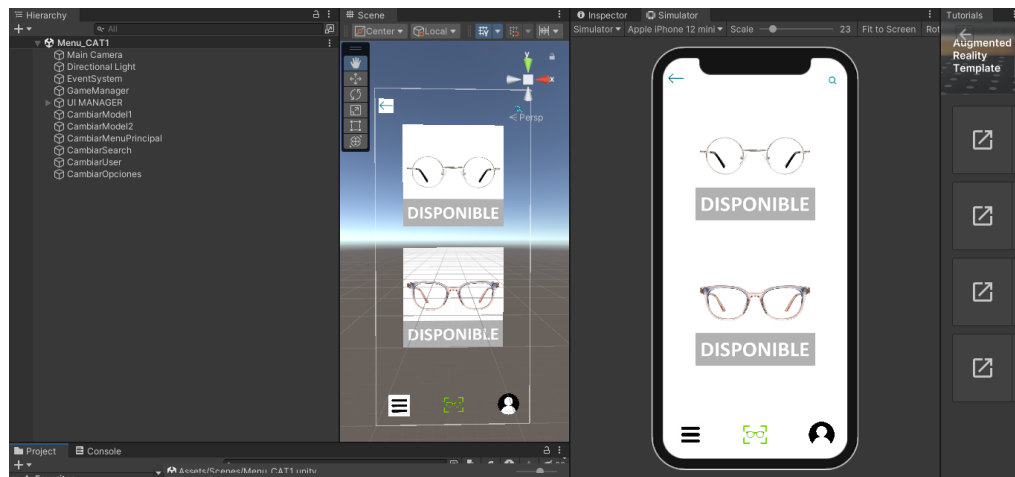 Hierarchy
All
Menu_CAT1
Main Camera
Directional Light
EventSystem
GameManager
UI MANAGER
CambiarModel1
CambiarModel2
CambiarMenuPrincipal
CambiarSearch
CambiarUser
CambiarOpciones
Scene
Center
Local
y
x
Persp
DISPONIBLE
DISPONIBLE
Inspector
Simulator
Simulator
Apple iPhone 12 mini
Scale
23
Fit to Screen
Rot
DISPONIBLE
DISPONIBLE
Tutorials
Augmented
Reality
Template
Project
Console
Assets/Scenes/Menu_CAT1.unity